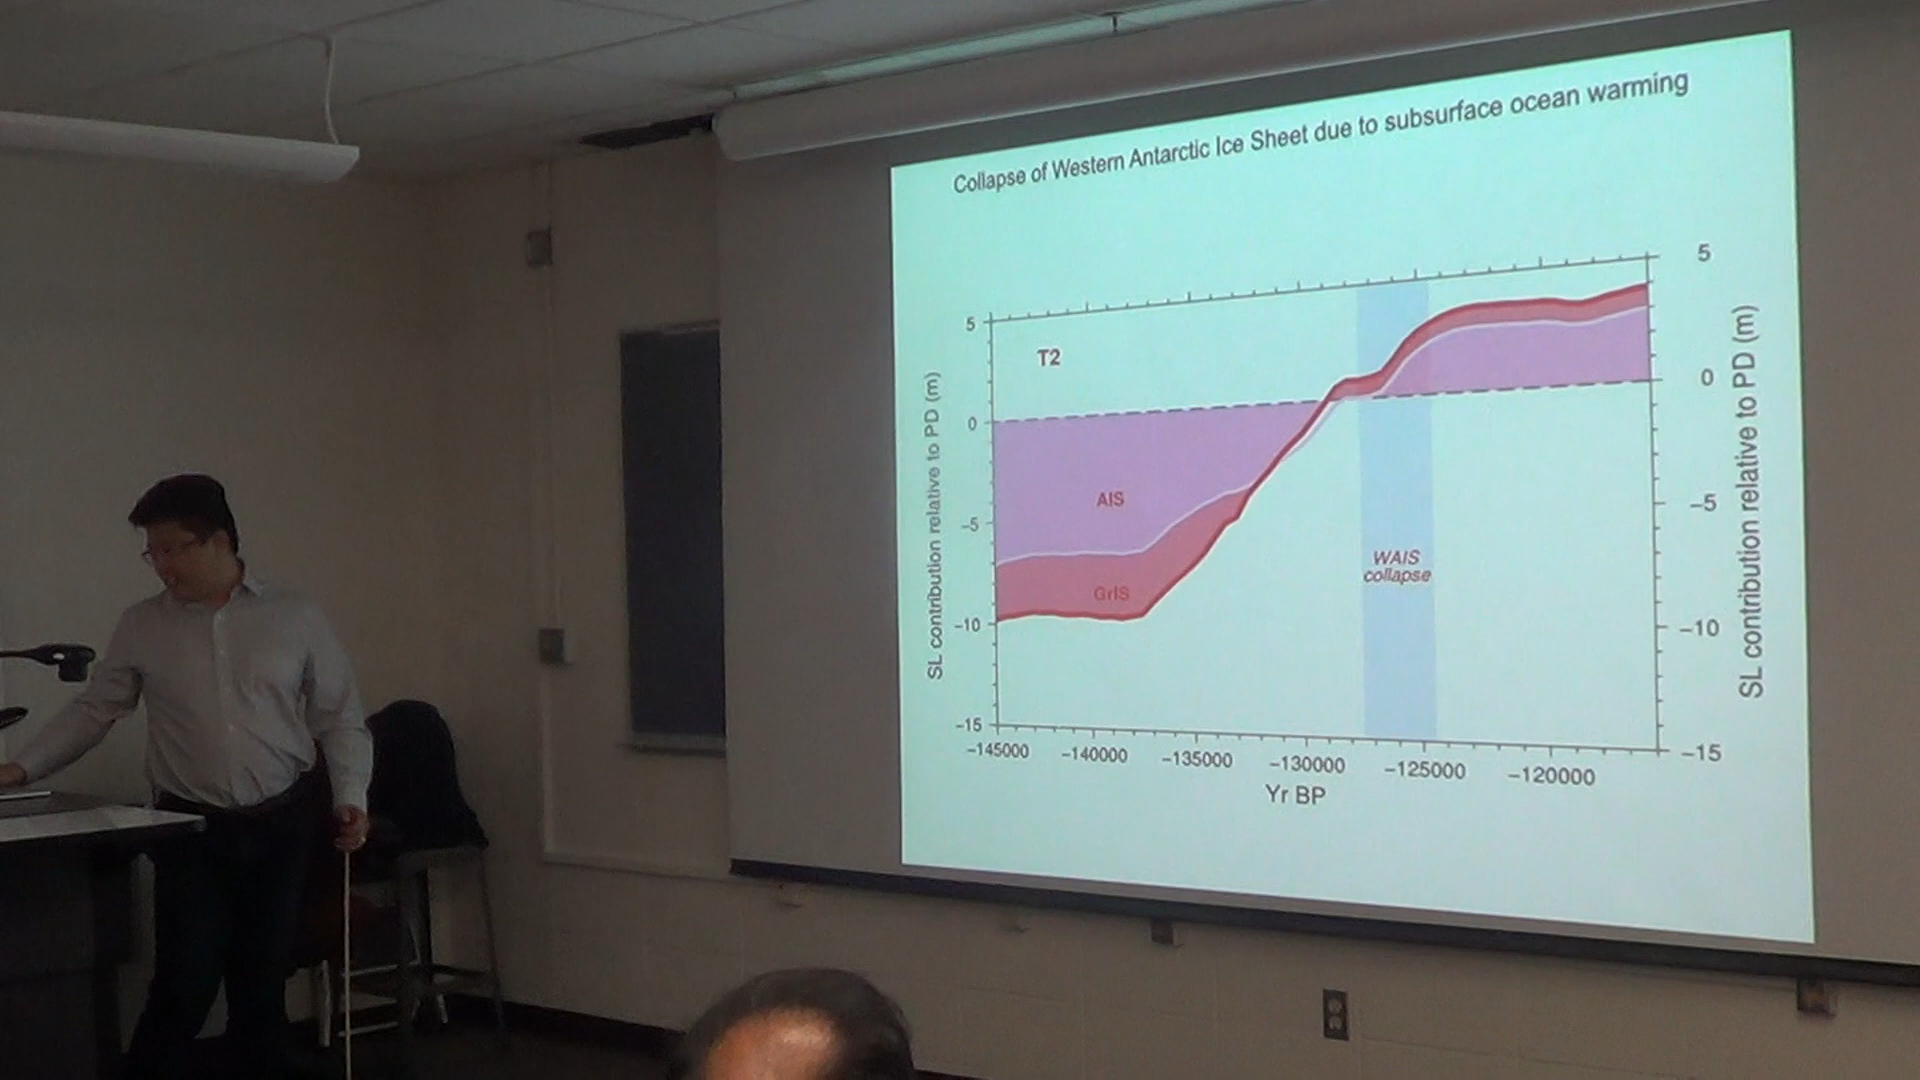 Collapse of Western Antarctic Ice Sheet due to subsurface ocean warming
5
0
−5
−10
−15
SL contribution relative to PD (m)
T2
AIS
GrIS
WAIS
collapse
5
0
−5
−10
−15
SL contribution relative to PD (m)
−145000
−140000
−135000
−130000
−125000
−120000
Yr BP